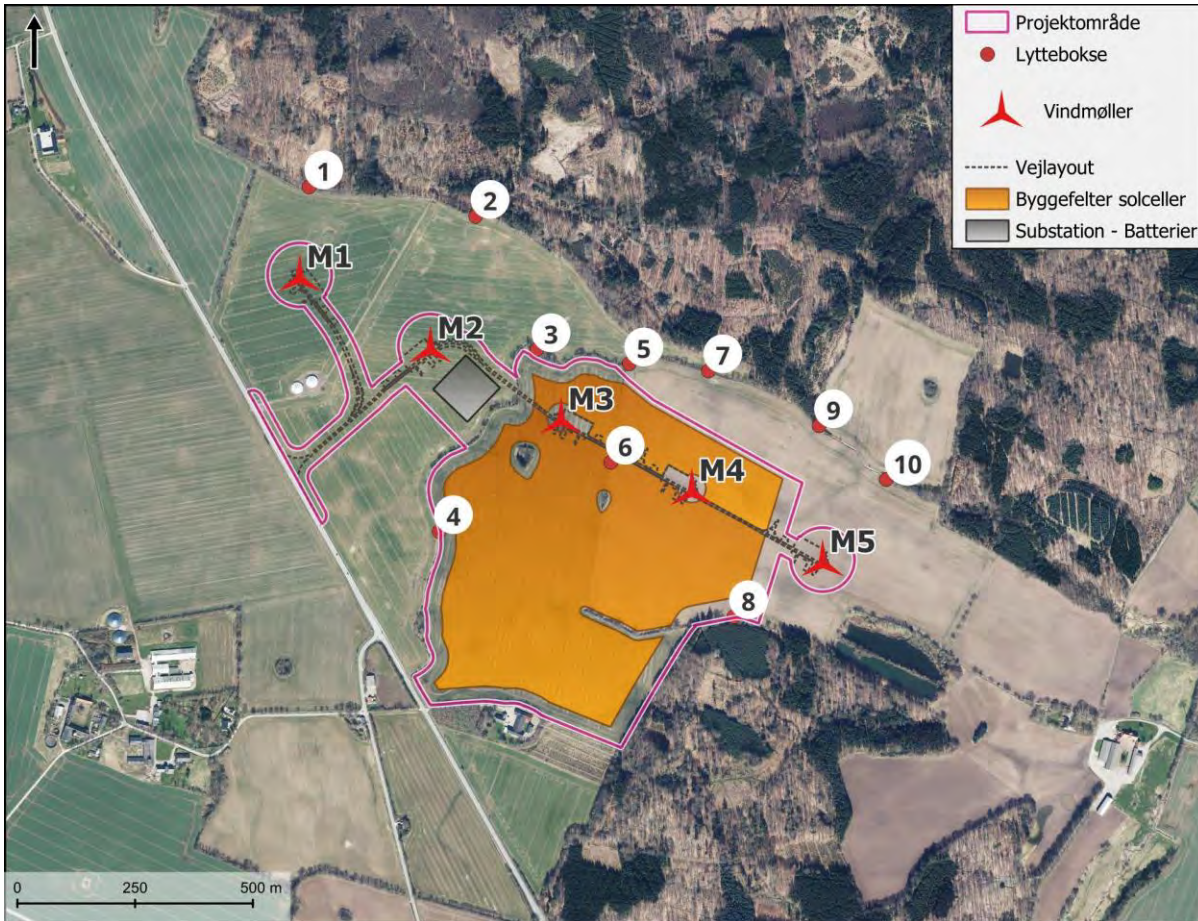 Projektområde
Lyttebokse
Vindmøller
Vejlayout
Byggefelter solceller
Substation - Batterier
1
2
M1
M2
3
5
7
M3
9
6
M4
10
4
M5
8
0 250 500 m